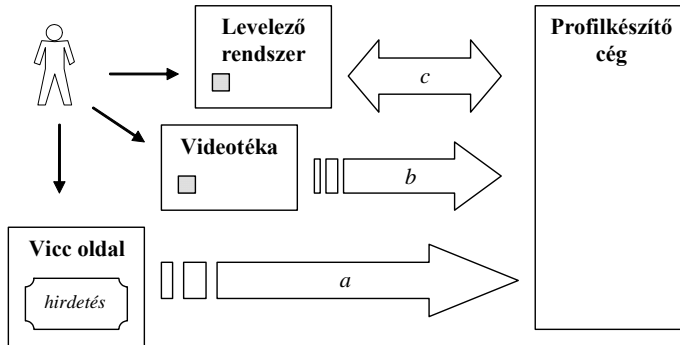 Levelező
rendszer
Profilkészítő
cég
c
Videotéka
b
Vicc oldal
hirdetés
a